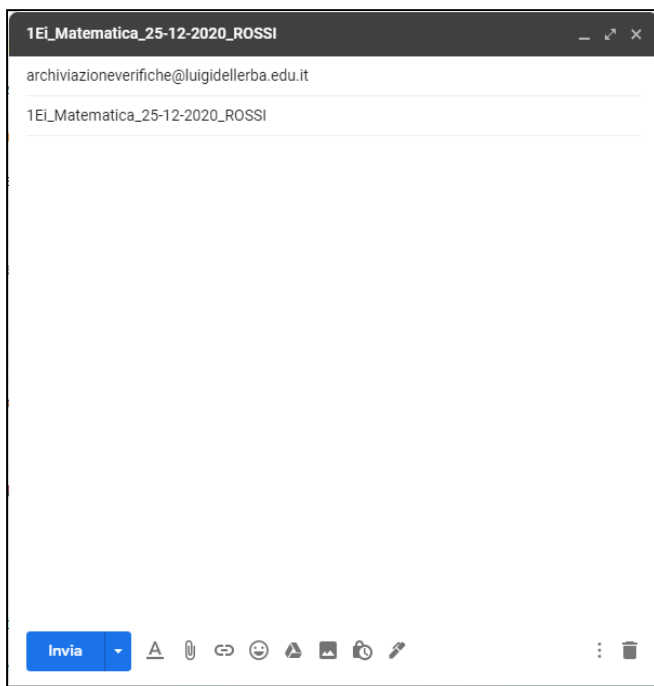 1Ei_Matematica_25-12-2020_ROSSI
archiviazioneverifiche@luigidellerba.edu.it
1Ei_Matematica_25-12-2020_ROSSI
Invia